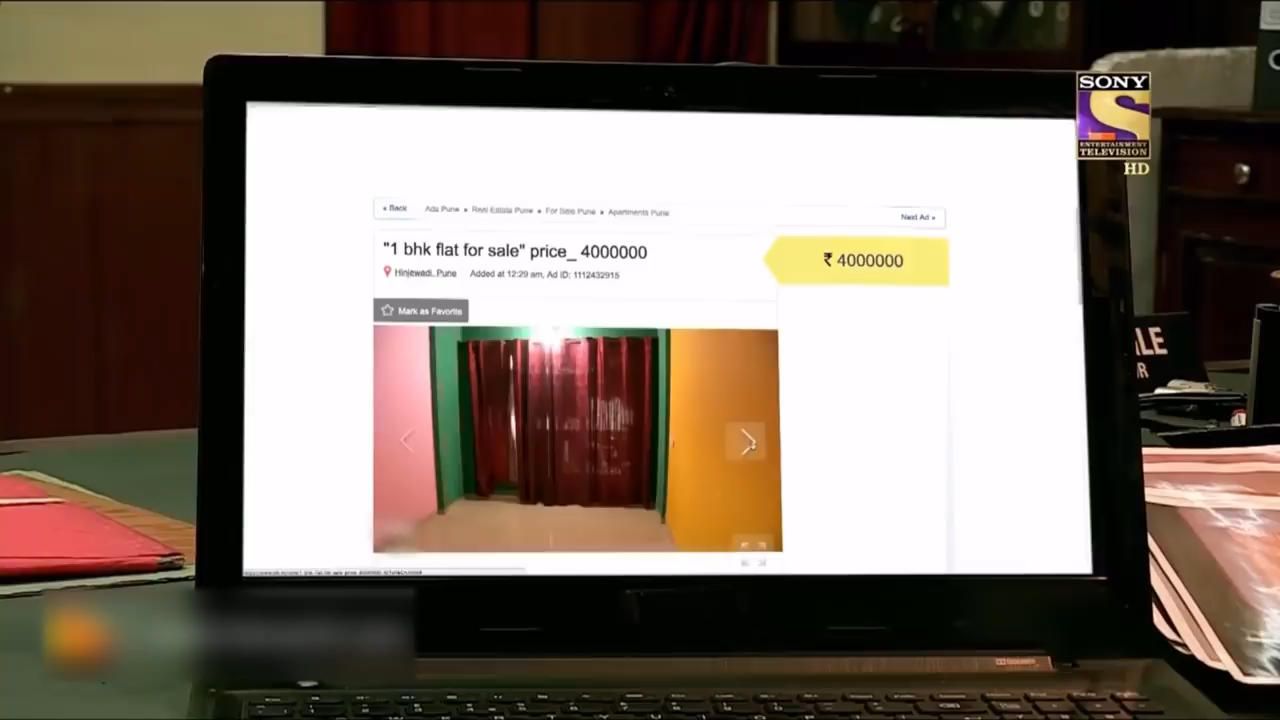 SONY
ENTERTAINMENT
TELEVISION
HD
« Back
Ads Pune » Real Estate Pune » For Sale Pune » Apartments Pune
Next Ad »
"1 bhk flat for sale" price_ 4000000
₹ 4000000
Hinjewadi, Pune Added at 12:29 am, Ad ID: 1112432915
Mark as Favorite
LE
R